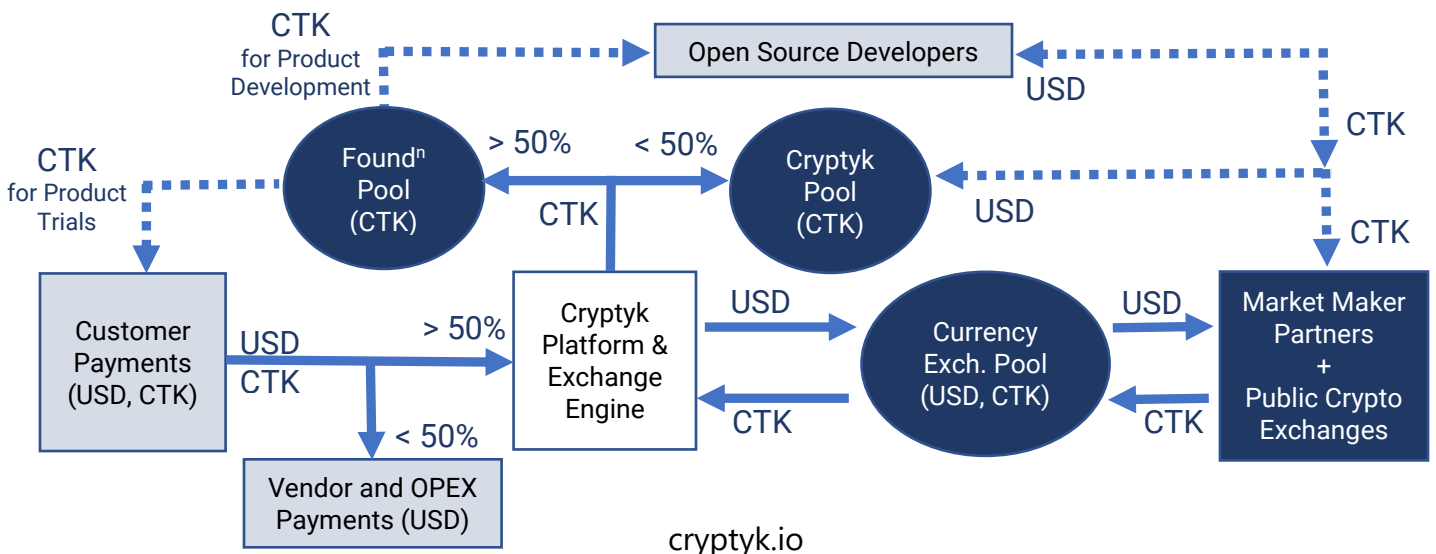 CTK
for Product
Development
Open Source Developers
USD
CTK
CTK
for Product
Trials
Foundⁿ
Pool
(CTK)
> 50%
< 50%
CTK
Cryptyk
Pool
(CTK)
USD
CTK
Customer
Payments
(USD, CTK)
USD
CTK
> 50%
< 50%
Vendor and OPEX
Payments (USD)
Cryptyk
Platform &
Exchange
Engine
USD
CTK
Currency
Exch. Pool
(USD, CTK)
USD
CTK
Market Maker
Partners
+
Public Crypto
Exchanges
cryptyk.io